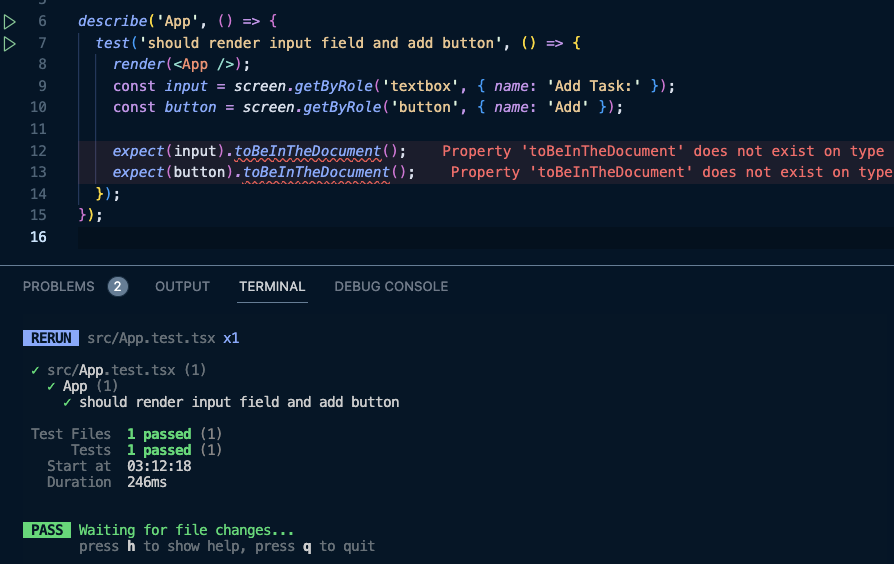 6 describe('App', () => {
7 test('should render input field and add button', () => {
8 render(<App />);
9 const input = screen.getByRole('textbox', { name: 'Add Task:' });
10 const button = screen.getByRole('button', { name: 'Add' });
11
12 expect(input).toBeInTheDocument(); Property 'toBeInTheDocument' does not exist on type
13 expect(button).toBeInTheDocument(); Property 'toBeInTheDocument' does not exist on type
14 });
15 });
16
PROBLEMS 2 OUTPUT TERMINAL DEBUG CONSOLE
RERUN src/App.test.tsx x1
✓ src/App.test.tsx (1)
✓ App (1)
✓ should render input field and add button
Test Files 1 passed (1)
Tests 1 passed (1)
Start at 03:12:18
Duration 246ms
PASS Waiting for file changes...
press h to show help, press q to quit